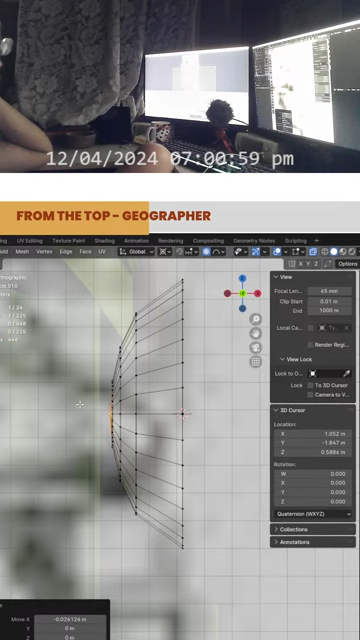 12/04/2024 07:00:59 pm
FROM THE TOP - GEOGRAPHER
UV Editing Texture Paint Shading Animation Rendering Compositing Geometry Nodes Scripting
Mesh Vertex Edge Face UV Global
X Y Z Options
View
Focal Len... 65 mm
Clip Start 0.01 m
End 1000 m
Local Ca...
Render Regi...
View Lock
Lock to O...
Lock To 3D Cursor
Camera to V...
3D Cursor
Location:
X 1.052 m
Y -1.847 m
Z 0.5886 m
Rotation:
W 0.000
X 0.000
Y 0.000
Z 0.000
Quaternion (WXYZ)
Collections
Annotations
Move X -0.026126 m
Y 0 m
Z 0 m